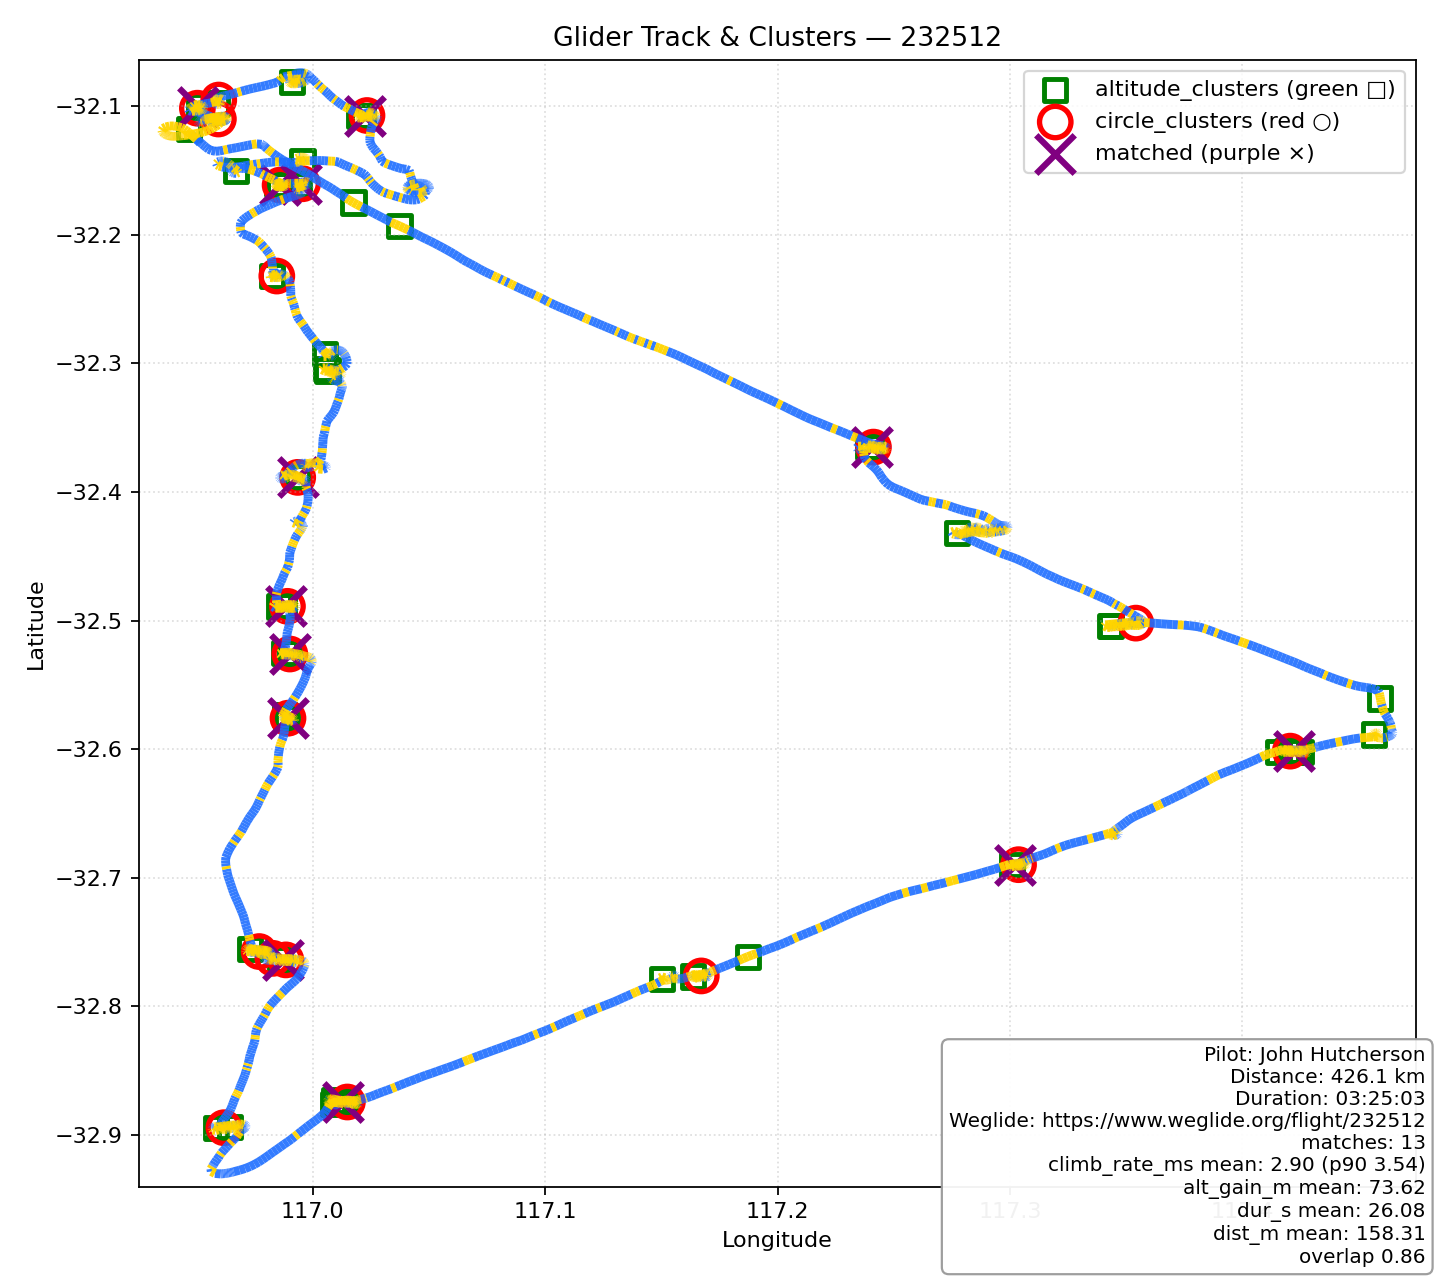 Glider Track & Clusters — 232512
altitude_clusters (green □)
circle_clusters (red ○)
matched (purple ×)
Latitude
−32.1
−32.2
−32.3
−32.4
−32.5
−32.6
−32.7
−32.8
−32.9
117.0
117.1
117.2
117.3
Longitude
Pilot: John Hutcherson
Distance: 426.1 km
Duration: 03:25:03
Weglide: https://www.weglide.org/flight/232512
matches: 13
climb_rate_ms mean: 2.90 (p90 3.54)
alt_gain_m mean: 73.62
dur_s mean: 26.08
dist_m mean: 158.31
overlap 0.86